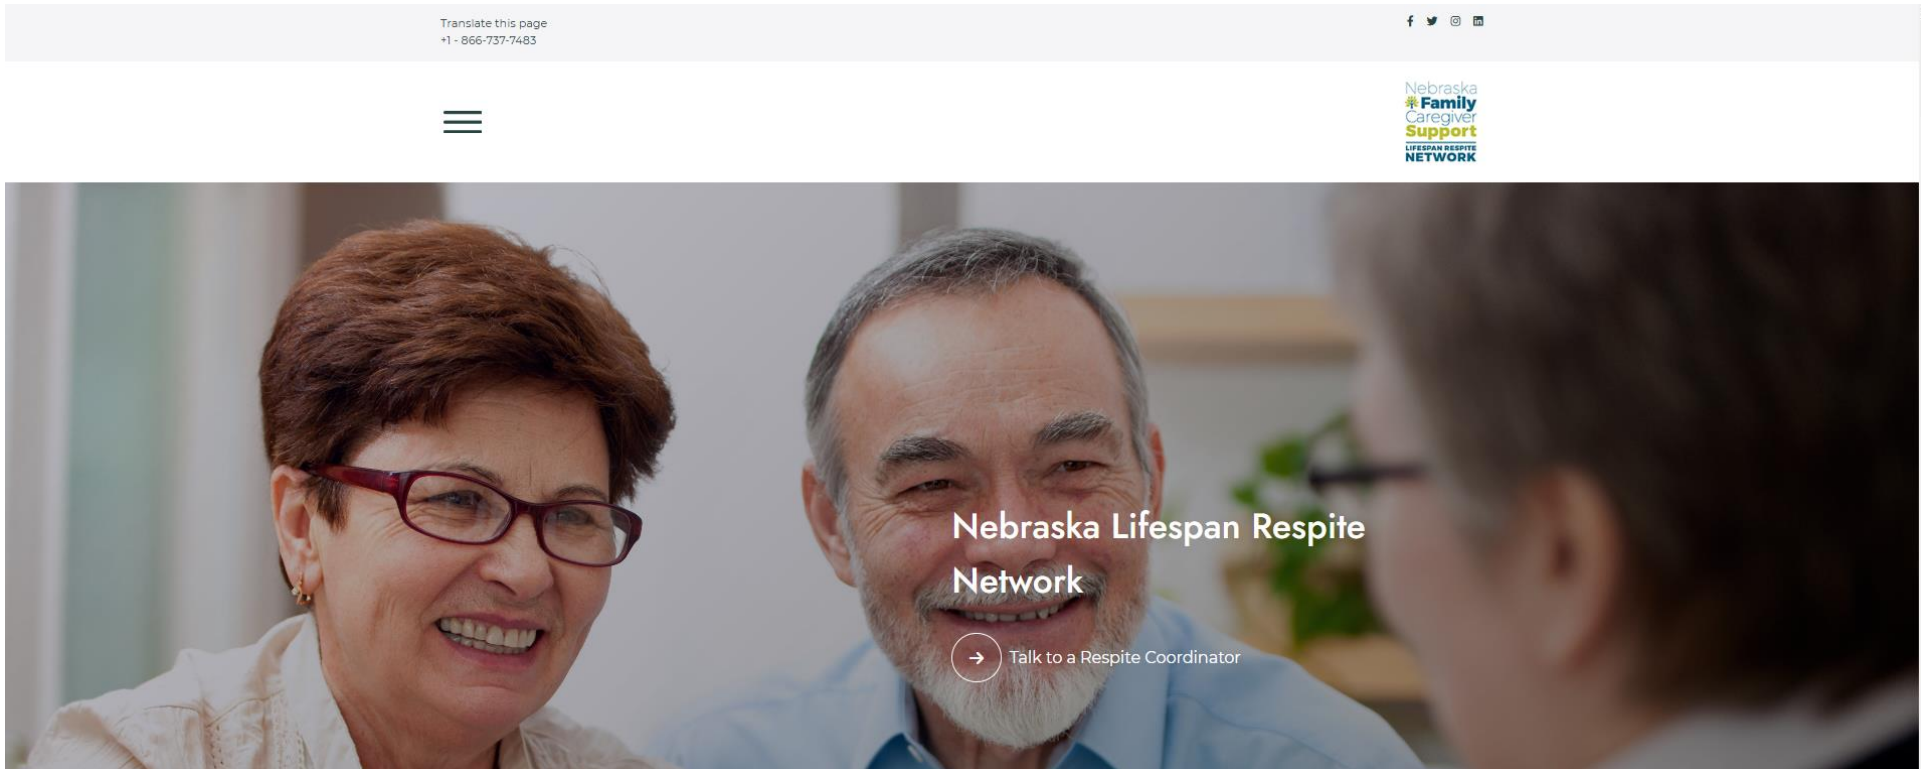 Translate this page
+1 - 866-737-7483
Nebraska
Family
Caregiver
Support
LIFESPAN RESPITE
NETWORK
Nebraska Lifespan Respite
Network
Talk to a Respite Coordinator